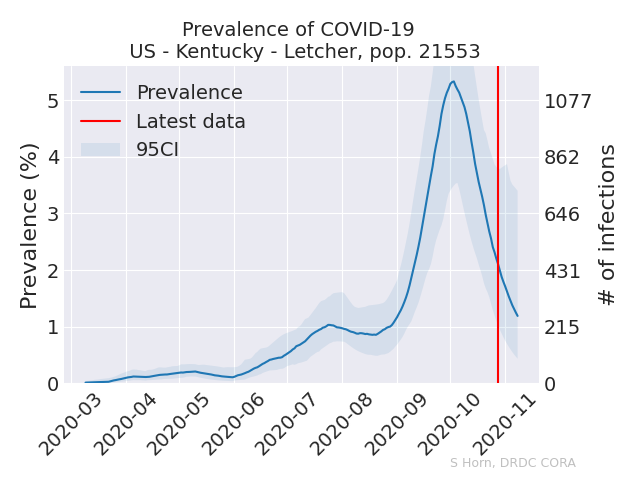 Prevalence of COVID-19
US - Kentucky - Letcher, pop. 21553
Prevalence
Latest data
95CI
Prevalence (%)
5
4
3
2
1
0
1077
862
646
431
215
0
# of infections
2020-03
2020-04
2020-05
2020-06
2020-07
2020-08
2020-09
2020-10
2020-11
S Horn, DRDC CORA